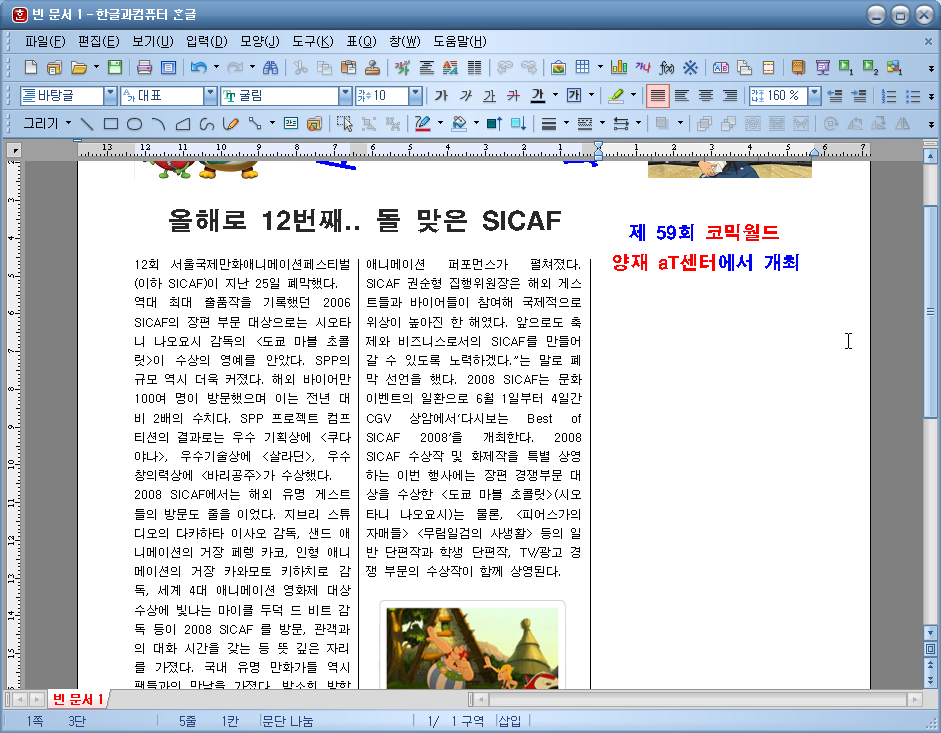 빈 문서 1 - 한글과컴퓨터 한글
파일(F) 편집(E) 보기(U) 입력(D) 모양(J) 도구(K) 표(Q) 창(W) 도움말(H)
바탕글 대표 굴림 10 가 가 가 가 가 가 160 %
그리기
13 12 11 10 9 8 7 6 5 4 3 2 1 1 2 3 4 5 6 7
올해로 12번째.. 돌 맞은 SICAF
12회 서울국제만화애니메이션페스티벌
(이하 SICAF)이 지난 25일 폐막했다.
역대 최대 출품작을 기록했던 2006
SICAF의 장편 부문 대상으로는 시오타
니 나오요시 감독의 <도쿄 마블 초콜
릿>이 수상의 영예를 안았다. SPP의
규모 역시 더욱 커졌다. 해외 바이어만
100여 명이 방문했으며 이는 전년 대
비 2배의 수치다. SPP 프로젝트 컴프
티션의 결과로는 우수 기획상에 <쿠다
야나>, 우수기술상에 <살라딘>, 우수
창의력상에 <바리공주>가 수상했다.
2008 SICAF에서는 해외 유명 게스트
들의 방문도 줄을 이었다. 지브리 스튜
디오의 다카하타 이사오 감독, 샌드 애
니메이션의 거장 페렝 카코, 인형 애니
메이션의 거장 카와모토 키하치로 감
독, 세계 4대 애니메이션 영화제 대상
수상에 빛나는 마이클 두덕 드 비트 감
독 등이 2008 SICAF 를 방문, 관객과
의 대화 시간을 갖는 등 뜻 깊은 자리
를 가졌다. 국내 유명 만화가들 역시
팬들과의 만남을 가졌다.
애니메이션 퍼포먼스가 펼쳐졌다.
SICAF 권순형 집행위원장은 해외 게스
트들과 바이어들이 참여해 국제적으로
위상이 높아진 한 해였다. 앞으로도 축
제와 비즈니스로서의 SICAF를 만들어
갈 수 있도록 노력하겠다.”는 말로 폐
막 선언을 했다. 2008 SICAF는 문화
이벤트의 일환으로 6월 1일부터 4일간
CGV 상암에서‘다시보는 Best of
SICAF 2008’을 개최한다. 2008
SICAF 수상작 및 화제작을 특별 상영
하는 이번 행사에는 장편 경쟁부문 대
상을 수상한 <도쿄 마블 초콜릿>(시오
타니 나오요시)는 물론, <피어스가의
자매들> <무림일검의 사생활> 등의 일
반 단편작과 학생 단편작, TV/광고 경
쟁 부문의 수상작이 함께 상영된다.
제 59회 코믹월드
양재 aT센터에서 개최
빈 문서 1
1쪽 3단 5줄 1칸 문단 나눔 1/ 1 구역 삽입